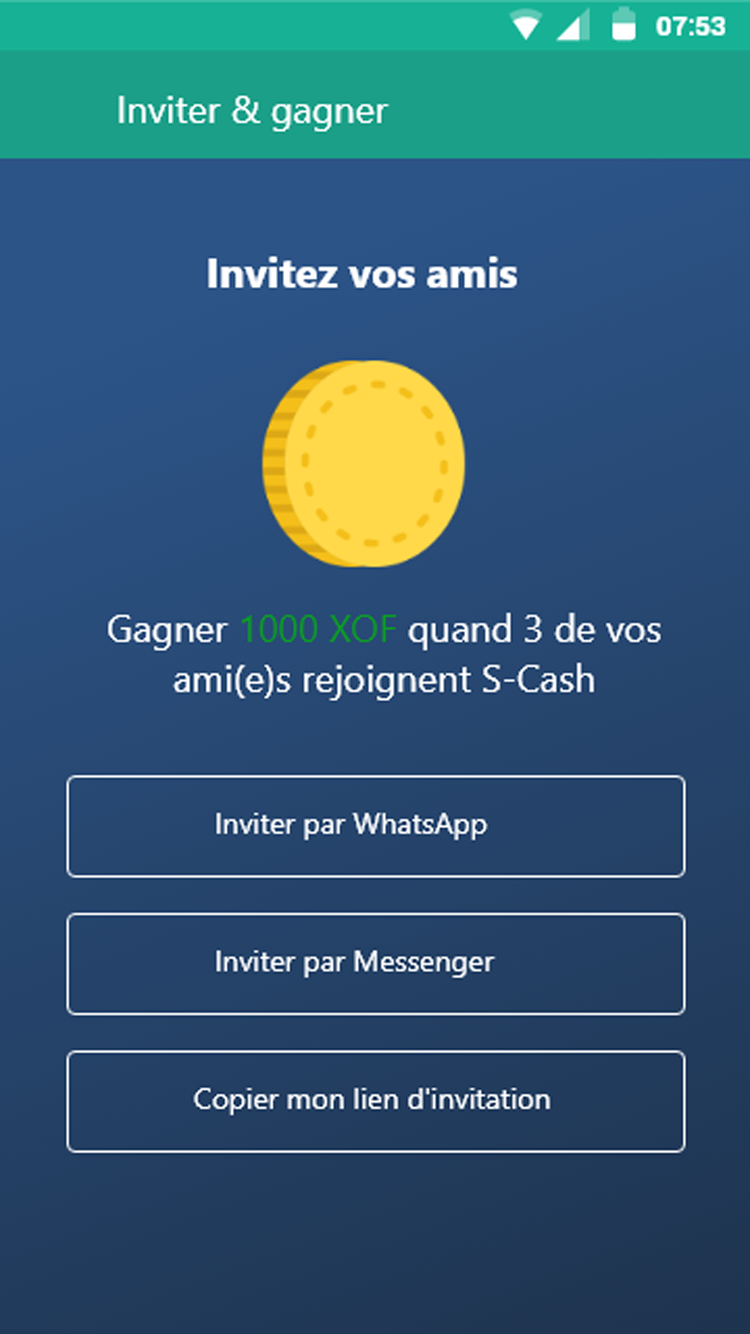 07:53
Inviter & gagner
Invitez vos amis
Gagner 1000 XOF quand 3 de vos
ami(e)s rejoignent S-Cash
Inviter par WhatsApp
Inviter par Messenger
Copier mon lien d'invitation